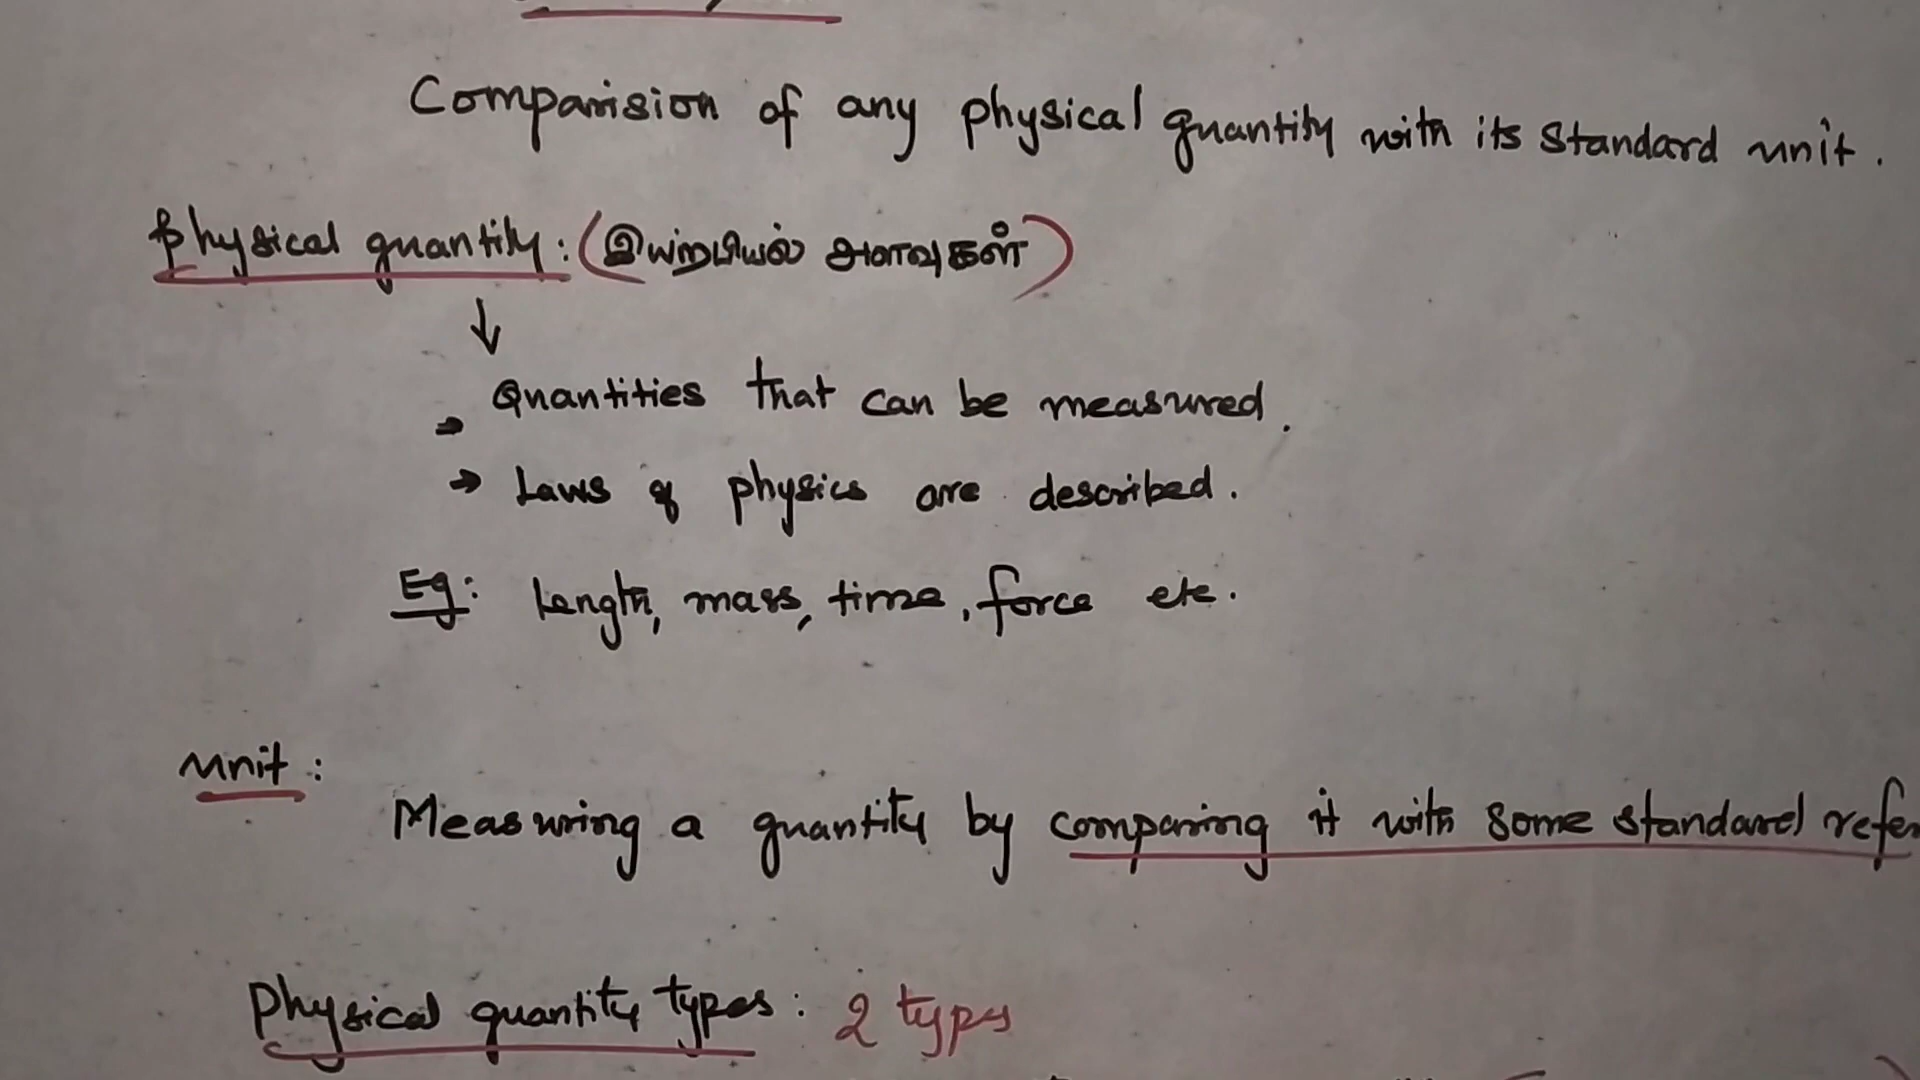 Comparision of any physical quantity with its standard unit.
Physical quantity: (இயற்பியல் அளவுகள்)
↓
→ Quantities that can be measured.
→ Laws of physics are described.
Eg: Length, mass, time, force etc.
Unit:
Measuring a quantity by comparing it with some standard refer
Physical quantity types: 2 types